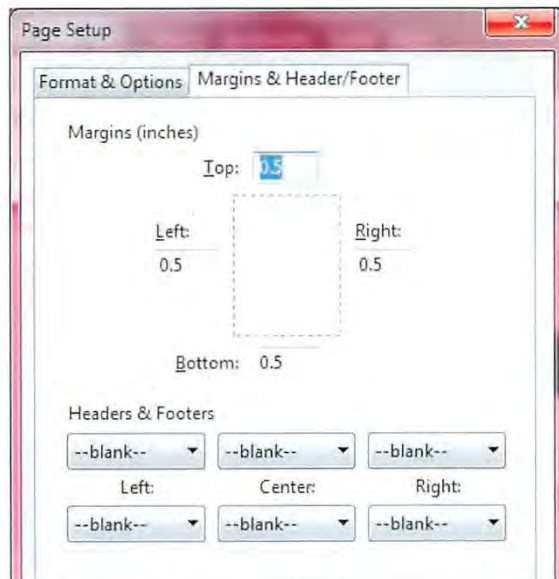 Page Setup
Format & Options Margins & Header/Footer
Margins (inches)
Top: 0.5
Left: Right:
0.5 0.5
Bottom: 0.5
Headers & Footers
--blank-- --blank-- --blank--
Left: Center: Right:
--blank-- --blank-- --blank--